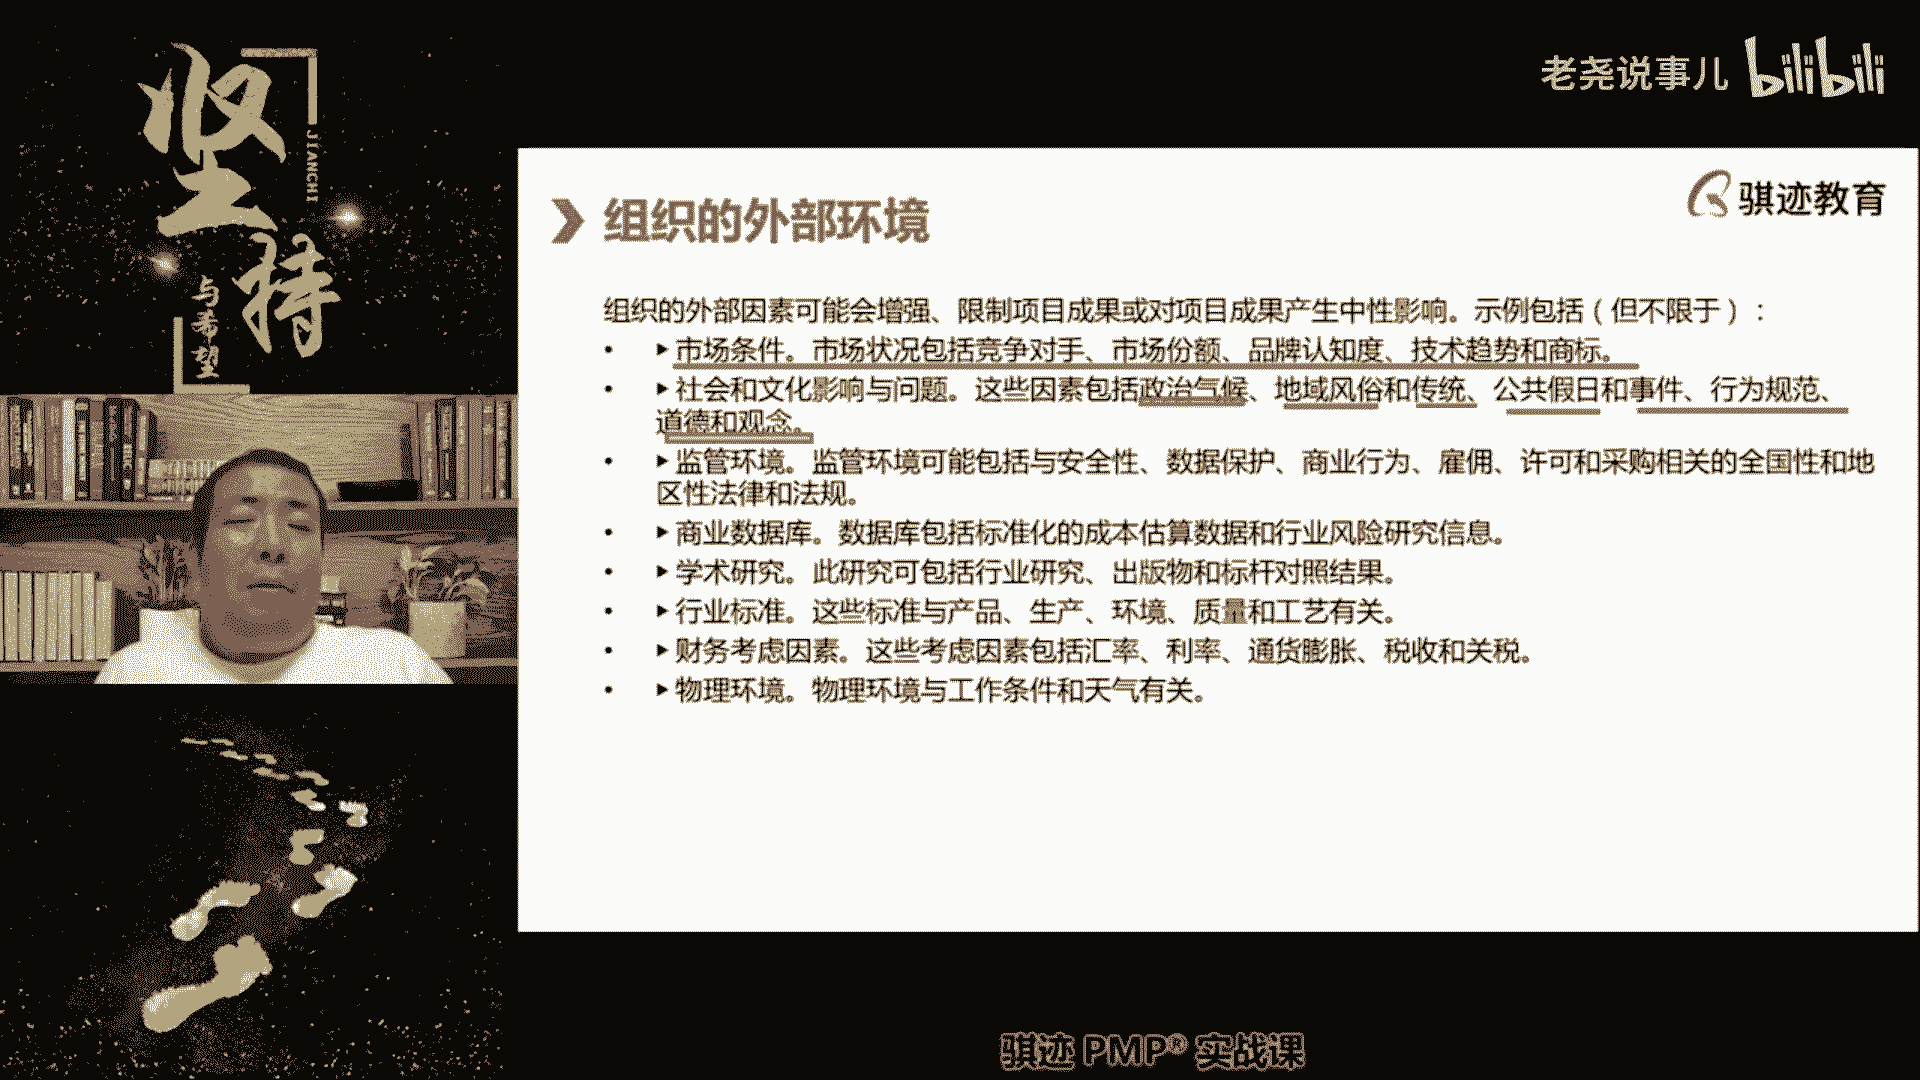 坚持
JIANCHI
与希望
老尧说事儿 bilibili
骐迹教育
组织的外部环境
组织的外部因素可能会增强、限制项目成果或对项目成果产生中性影响。示例包括（但不限于）：
• ▶市场条件。市场状况包括竞争对手、市场份额、品牌认知度、技术趋势和商标。
• ▶社会和文化影响与问题。这些因素包括政治气候、地域风俗和传统、公共假日和事件、行为规范、
道德和观念。
• ▶监管环境。监管环境可能包括与安全性、数据保护、商业行为、雇佣、许可和采购相关的全国性和地
区性法律和法规。
• ▶商业数据库。数据库包括标准化的成本估算数据和行业风险研究信息。
• ▶学术研究。此研究可包括行业研究、出版物和标杆对照结果。
• ▶行业标准。这些标准与产品、生产、环境、质量和工艺有关。
• ▶财务考虑因素。这些考虑因素包括汇率、利率、通货膨胀、税收和关税。
• ▶物理环境。物理环境与工作条件和天气有关。
骐迹 PMP® 实战课